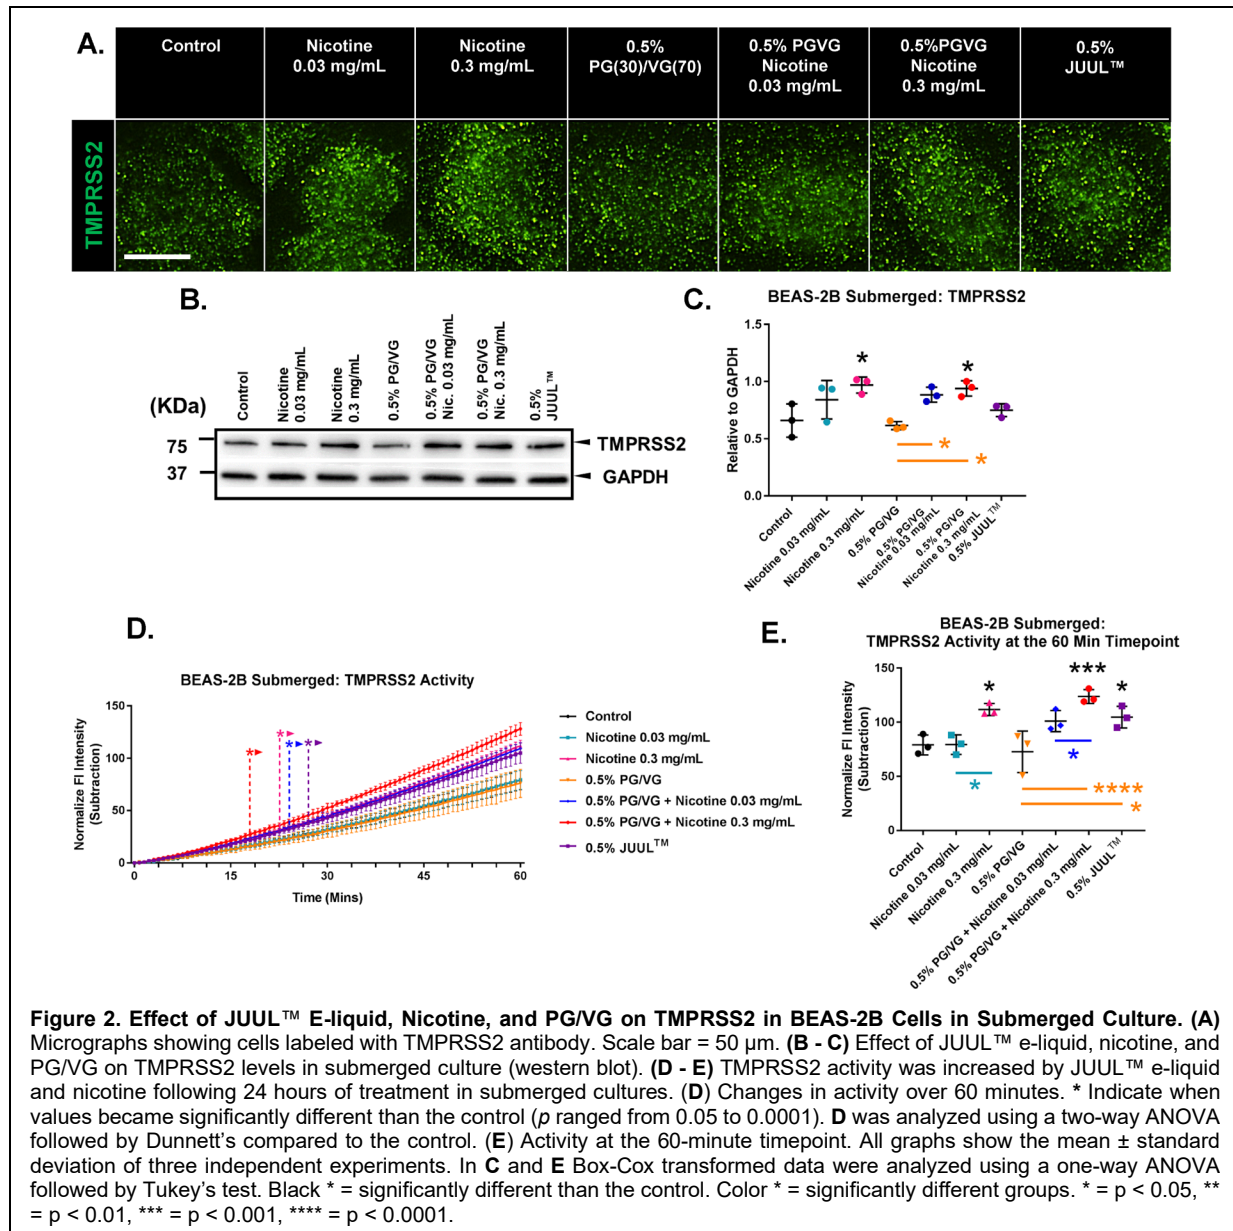 A.
Control
Nicotine
0.03 mg/mL
Nicotine
0.3 mg/mL
0.5%
PG(30)/VG(70)
0.5% PGVG
Nicotine
0.03 mg/mL
0.5%PGVG
Nicotine
0.3 mg/mL
0.5%
JUUL™
TMPRSS2
B.
(KDa)
Control
Nicotine
0.03 mg/mL
Nicotine
0.3 mg/mL
0.5% PG/VG
0.5% PG/VG
Nic. 0.03 mg/mL
0.5% PG/VG
Nic. 0.3 mg/mL
0.5%
JUUL™
75
37
TMPRSS2
GAPDH
C.
BEAS-2B Submerged: TMPRSS2
Relative to GAPDH
1.5
1.0
0.5
0.0
*
*
*
*
Control
Nicotine 0.03 mg/mL
Nicotine 0.3 mg/mL
0.5% PG/VG
0.5% PG/VG
Nicotine 0.03 mg/mL
0.5% PG/VG
Nicotine 0.3 mg/mL
0.5% JUUL™
D.
BEAS-2B Submerged: TMPRSS2 Activity
Normalize FI Intensity
(Subtraction)
150
100
50
0
* * * *
0 15 30 45 60
Time (Mins)
Control
Nicotine 0.03 mg/mL
Nicotine 0.3 mg/mL
0.5% PG/VG
0.5% PG/VG + Nicotine 0.03 mg/mL
0.5% PG/VG + Nicotine 0.3 mg/mL
0.5% JUUL™
E.
BEAS-2B Submerged:
TMPRSS2 Activity at the 60 Min Timepoint
Normalize FI Intensity
(Subtraction)
150
100
50
0
*
***
*
*
*
****
*
Control
Nicotine 0.03 mg/mL
Nicotine 0.3 mg/mL
0.5% PG/VG
0.5% PG/VG + Nicotine 0.03 mg/mL
0.5% PG/VG + Nicotine 0.3 mg/mL
0.5% JUUL™
Figure 2. Effect of JUUL™ E-liquid, Nicotine, and PG/VG on TMPRSS2 in BEAS-2B Cells in Submerged Culture. (A)
Micrographs showing cells labeled with TMPRSS2 antibody. Scale bar = 50 µm. (B - C) Effect of JUUL™ e-liquid, nicotine, and
PG/VG on TMPRSS2 levels in submerged culture (western blot). (D - E) TMPRSS2 activity was increased by JUUL™ e-liquid
and nicotine following 24 hours of treatment in submerged cultures. (D) Changes in activity over 60 minutes. * Indicate when
values became significantly different than the control (p ranged from 0.05 to 0.0001). D was analyzed using a two-way ANOVA
followed by Dunnett’s compared to the control. (E) Activity at the 60-minute timepoint. All graphs show the mean ± standard
deviation of three independent experiments. In C and E Box-Cox transformed data were analyzed using a one-way ANOVA
followed by Tukey’s test. Black * = significantly different than the control. Color * = significantly different groups. * = p < 0.05, **
= p < 0.01, *** = p < 0.001, **** = p < 0.0001.